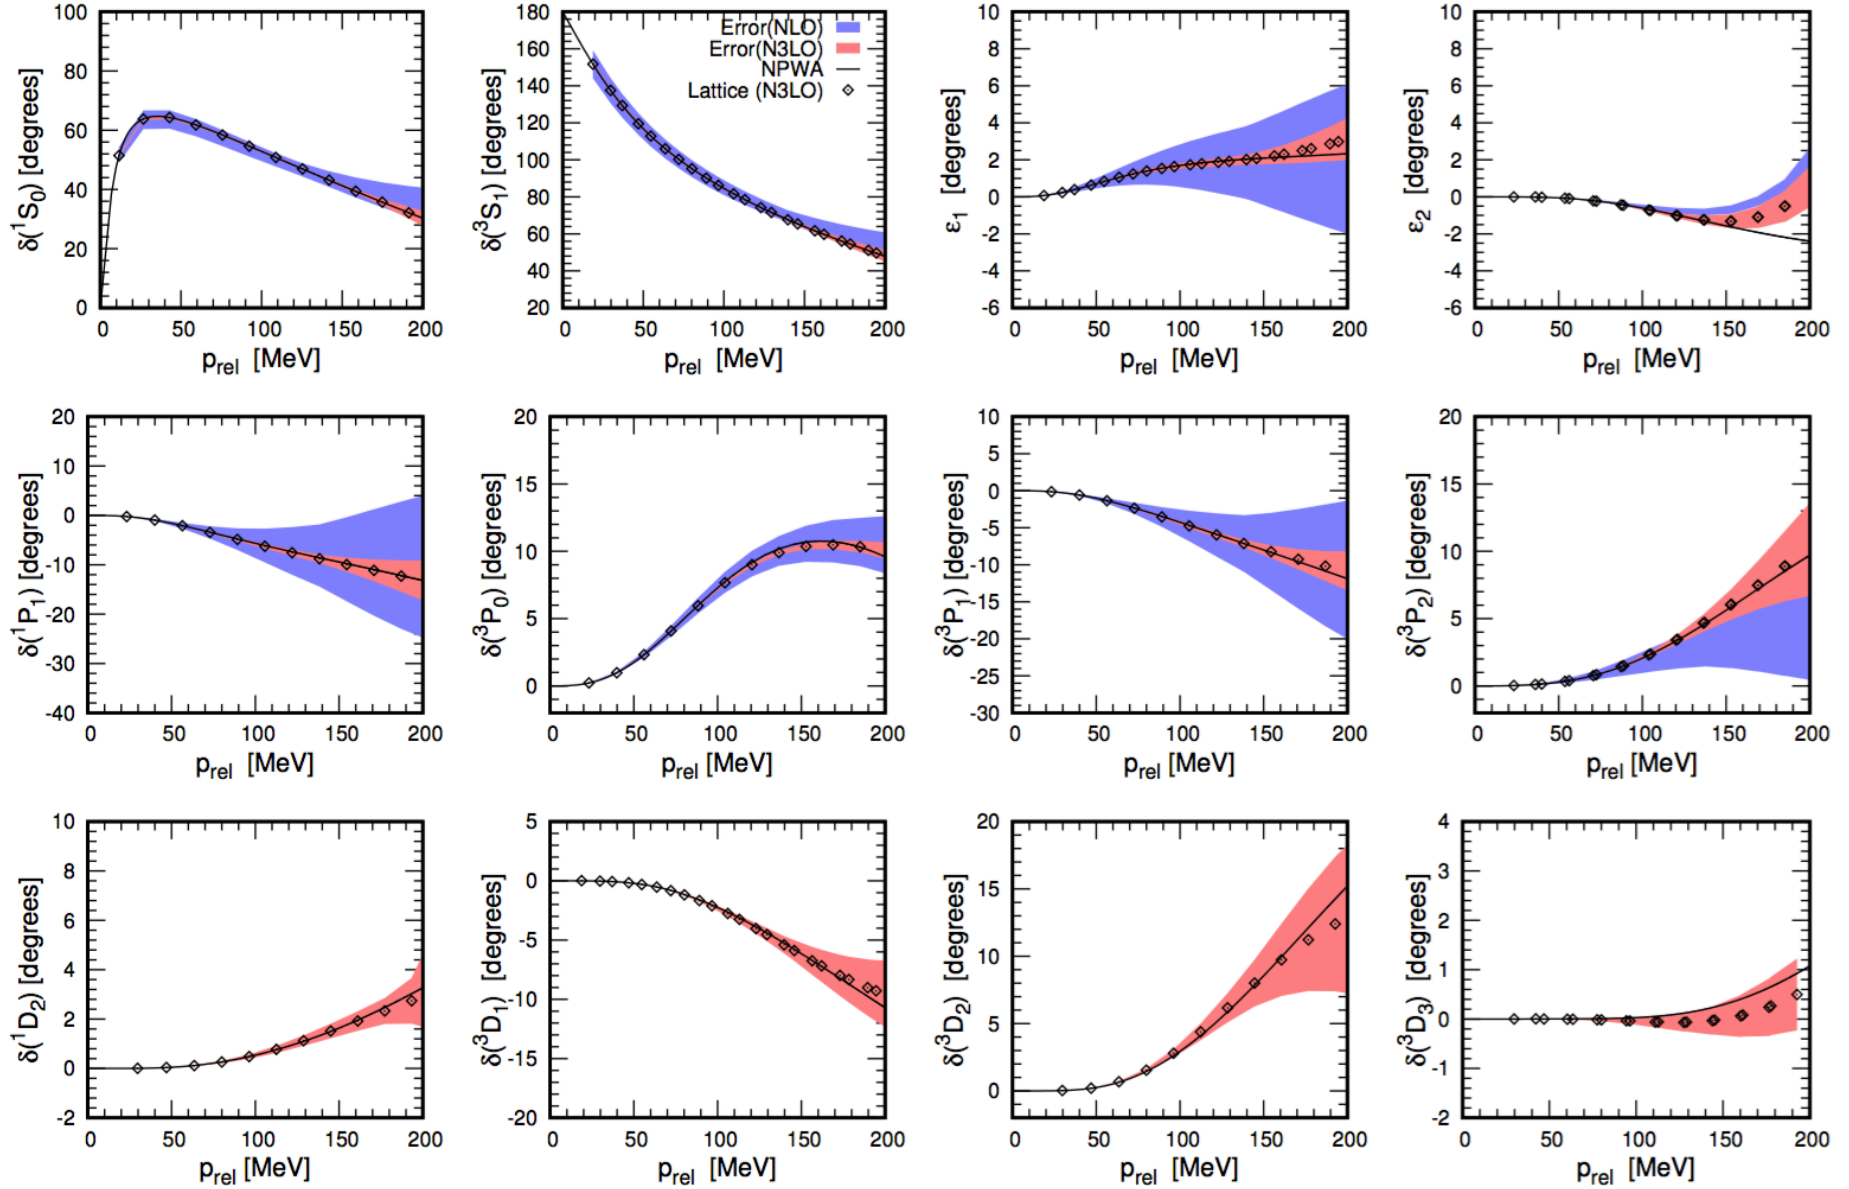 100
80
60
40
20
0
δ(¹S₀) [degrees]
0 50 100 150 200
p_rel [MeV]
180
160
140
120
100
80
60
40
20
δ(³S₁) [degrees]
Error(NLO)
Error(N3LO)
NPWA
Lattice (N3LO)
0 50 100 150 200
p_rel [MeV]
10
8
6
4
2
0
-2
-4
-6
ε₁ [degrees]
0 50 100 150 200
p_rel [MeV]
10
8
6
4
2
0
-2
-4
-6
ε₂ [degrees]
0 50 100 150 200
p_rel [MeV]
20
10
0
-10
-20
-30
-40
δ(¹P₁) [degrees]
0 50 100 150 200
p_rel [MeV]
20
15
10
5
0
δ(³P₀) [degrees]
0 50 100 150 200
p_rel [MeV]
10
5
0
-5
-10
-15
-20
-25
-30
δ(³P₁) [degrees]
0 50 100 150 200
p_rel [MeV]
20
15
10
5
0
δ(³P₂) [degrees]
0 50 100 150 200
p_rel [MeV]
10
8
6
4
2
0
-2
δ(¹D₂) [degrees]
0 50 100 150 200
p_rel [MeV]
5
0
-5
-10
-15
-20
δ(³D₁) [degrees]
0 50 100 150 200
p_rel [MeV]
20
15
10
5
0
δ(³D₂) [degrees]
0 50 100 150 200
p_rel [MeV]
4
3
2
1
0
-1
-2
δ(³D₃) [degrees]
0 50 100 150 200
p_rel [MeV]